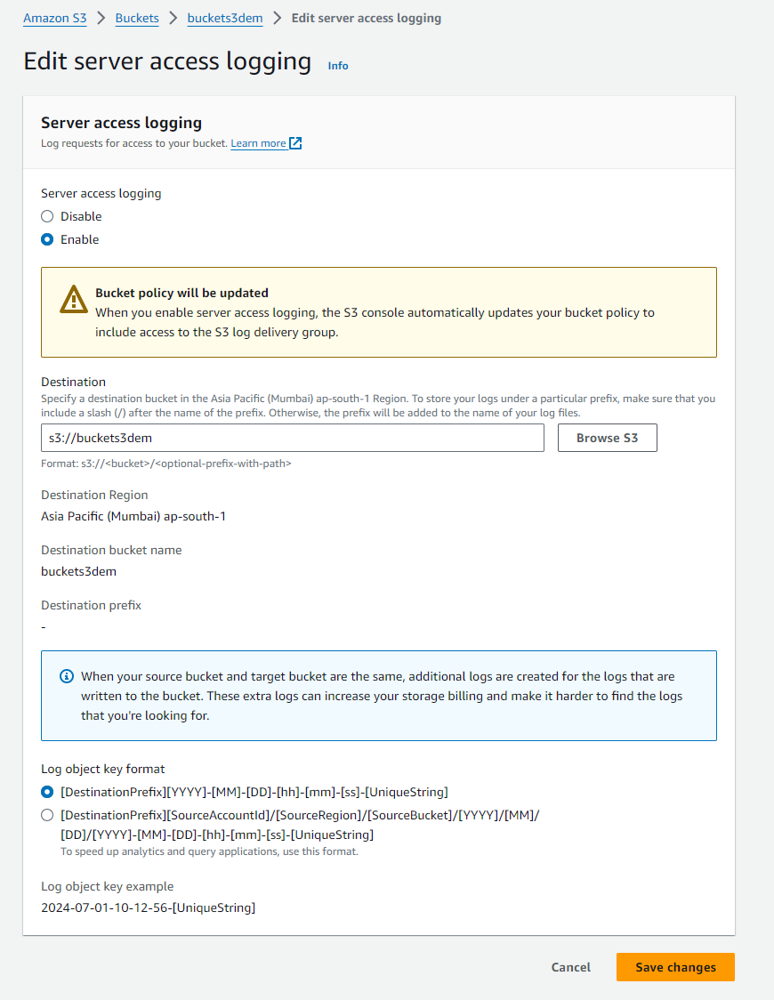 Amazon S3 > Buckets > buckets3dem > Edit server access logging
Edit server access logging Info
Server access logging
Log requests for access to your bucket. Learn more
Server access logging
Disable
Enable
Bucket policy will be updated
When you enable server access logging, the S3 console automatically updates your bucket policy to
include access to the S3 log delivery group.
Destination
Specify a destination bucket in the Asia Pacific (Mumbai) ap-south-1 Region. To store your logs under a particular prefix, make sure that you
include a slash (/) after the name of the prefix. Otherwise, the prefix will be added to the name of your log files.
s3://buckets3dem Browse S3
Format: s3://<bucket>/<optional-prefix-with-path>
Destination Region
Asia Pacific (Mumbai) ap-south-1
Destination bucket name
buckets3dem
Destination prefix
-
When your source bucket and target bucket are the same, additional logs are created for the logs that are
written to the bucket. These extra logs can increase your storage billing and make it harder to find the logs
that you're looking for.
Log object key format
[DestinationPrefix][YYYY]-[MM]-[DD]-[hh]-[mm]-[ss]-[UniqueString]
[DestinationPrefix][SourceAccountId]/[SourceRegion]/[SourceBucket]/[YYYY]/[MM]/
[DD]/[YYYY]-[MM]-[DD]-[hh]-[mm]-[ss]-[UniqueString]
To speed up analytics and query applications, use this format.
Log object key example
2024-07-01-10-12-56-[UniqueString]
Cancel Save changes